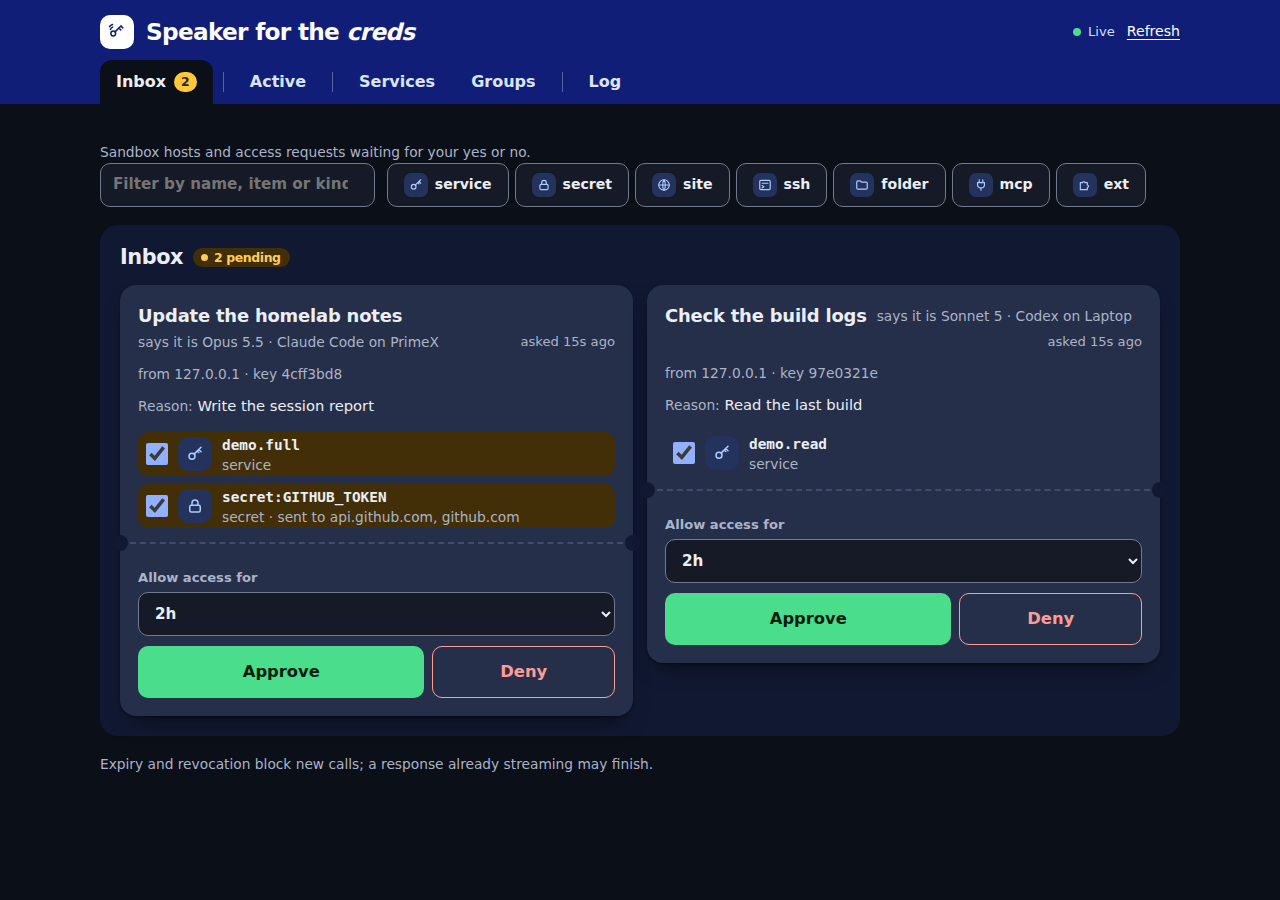 Speaker for the creds
Live Refresh
Inbox 2 Active Services Groups Log
Sandbox hosts and access requests waiting for your yes or no.
Filter by name, item or kind service secret site ssh folder mcp ext
Inbox 2 pending
Update the homelab notes
says it is Opus 5.5 · Claude Code on PrimeX asked 15s ago
from 127.0.0.1 · key 4cff3bd8
Reason: Write the session report
demo.full
service
secret:GITHUB_TOKEN
secret · sent to api.github.com, github.com
Allow access for
2h
Approve Deny
Check the build logs says it is Sonnet 5 · Codex on Laptop
asked 15s ago
from 127.0.0.1 · key 97e0321e
Reason: Read the last build
demo.read
service
Allow access for
2h
Approve Deny
Expiry and revocation block new calls; a response already streaming may finish.